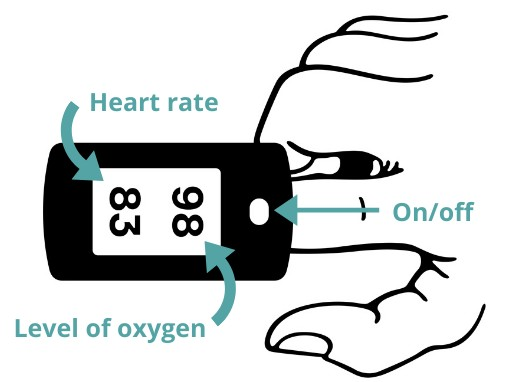 Heart rate
83
98
On/off
Level of oxygen